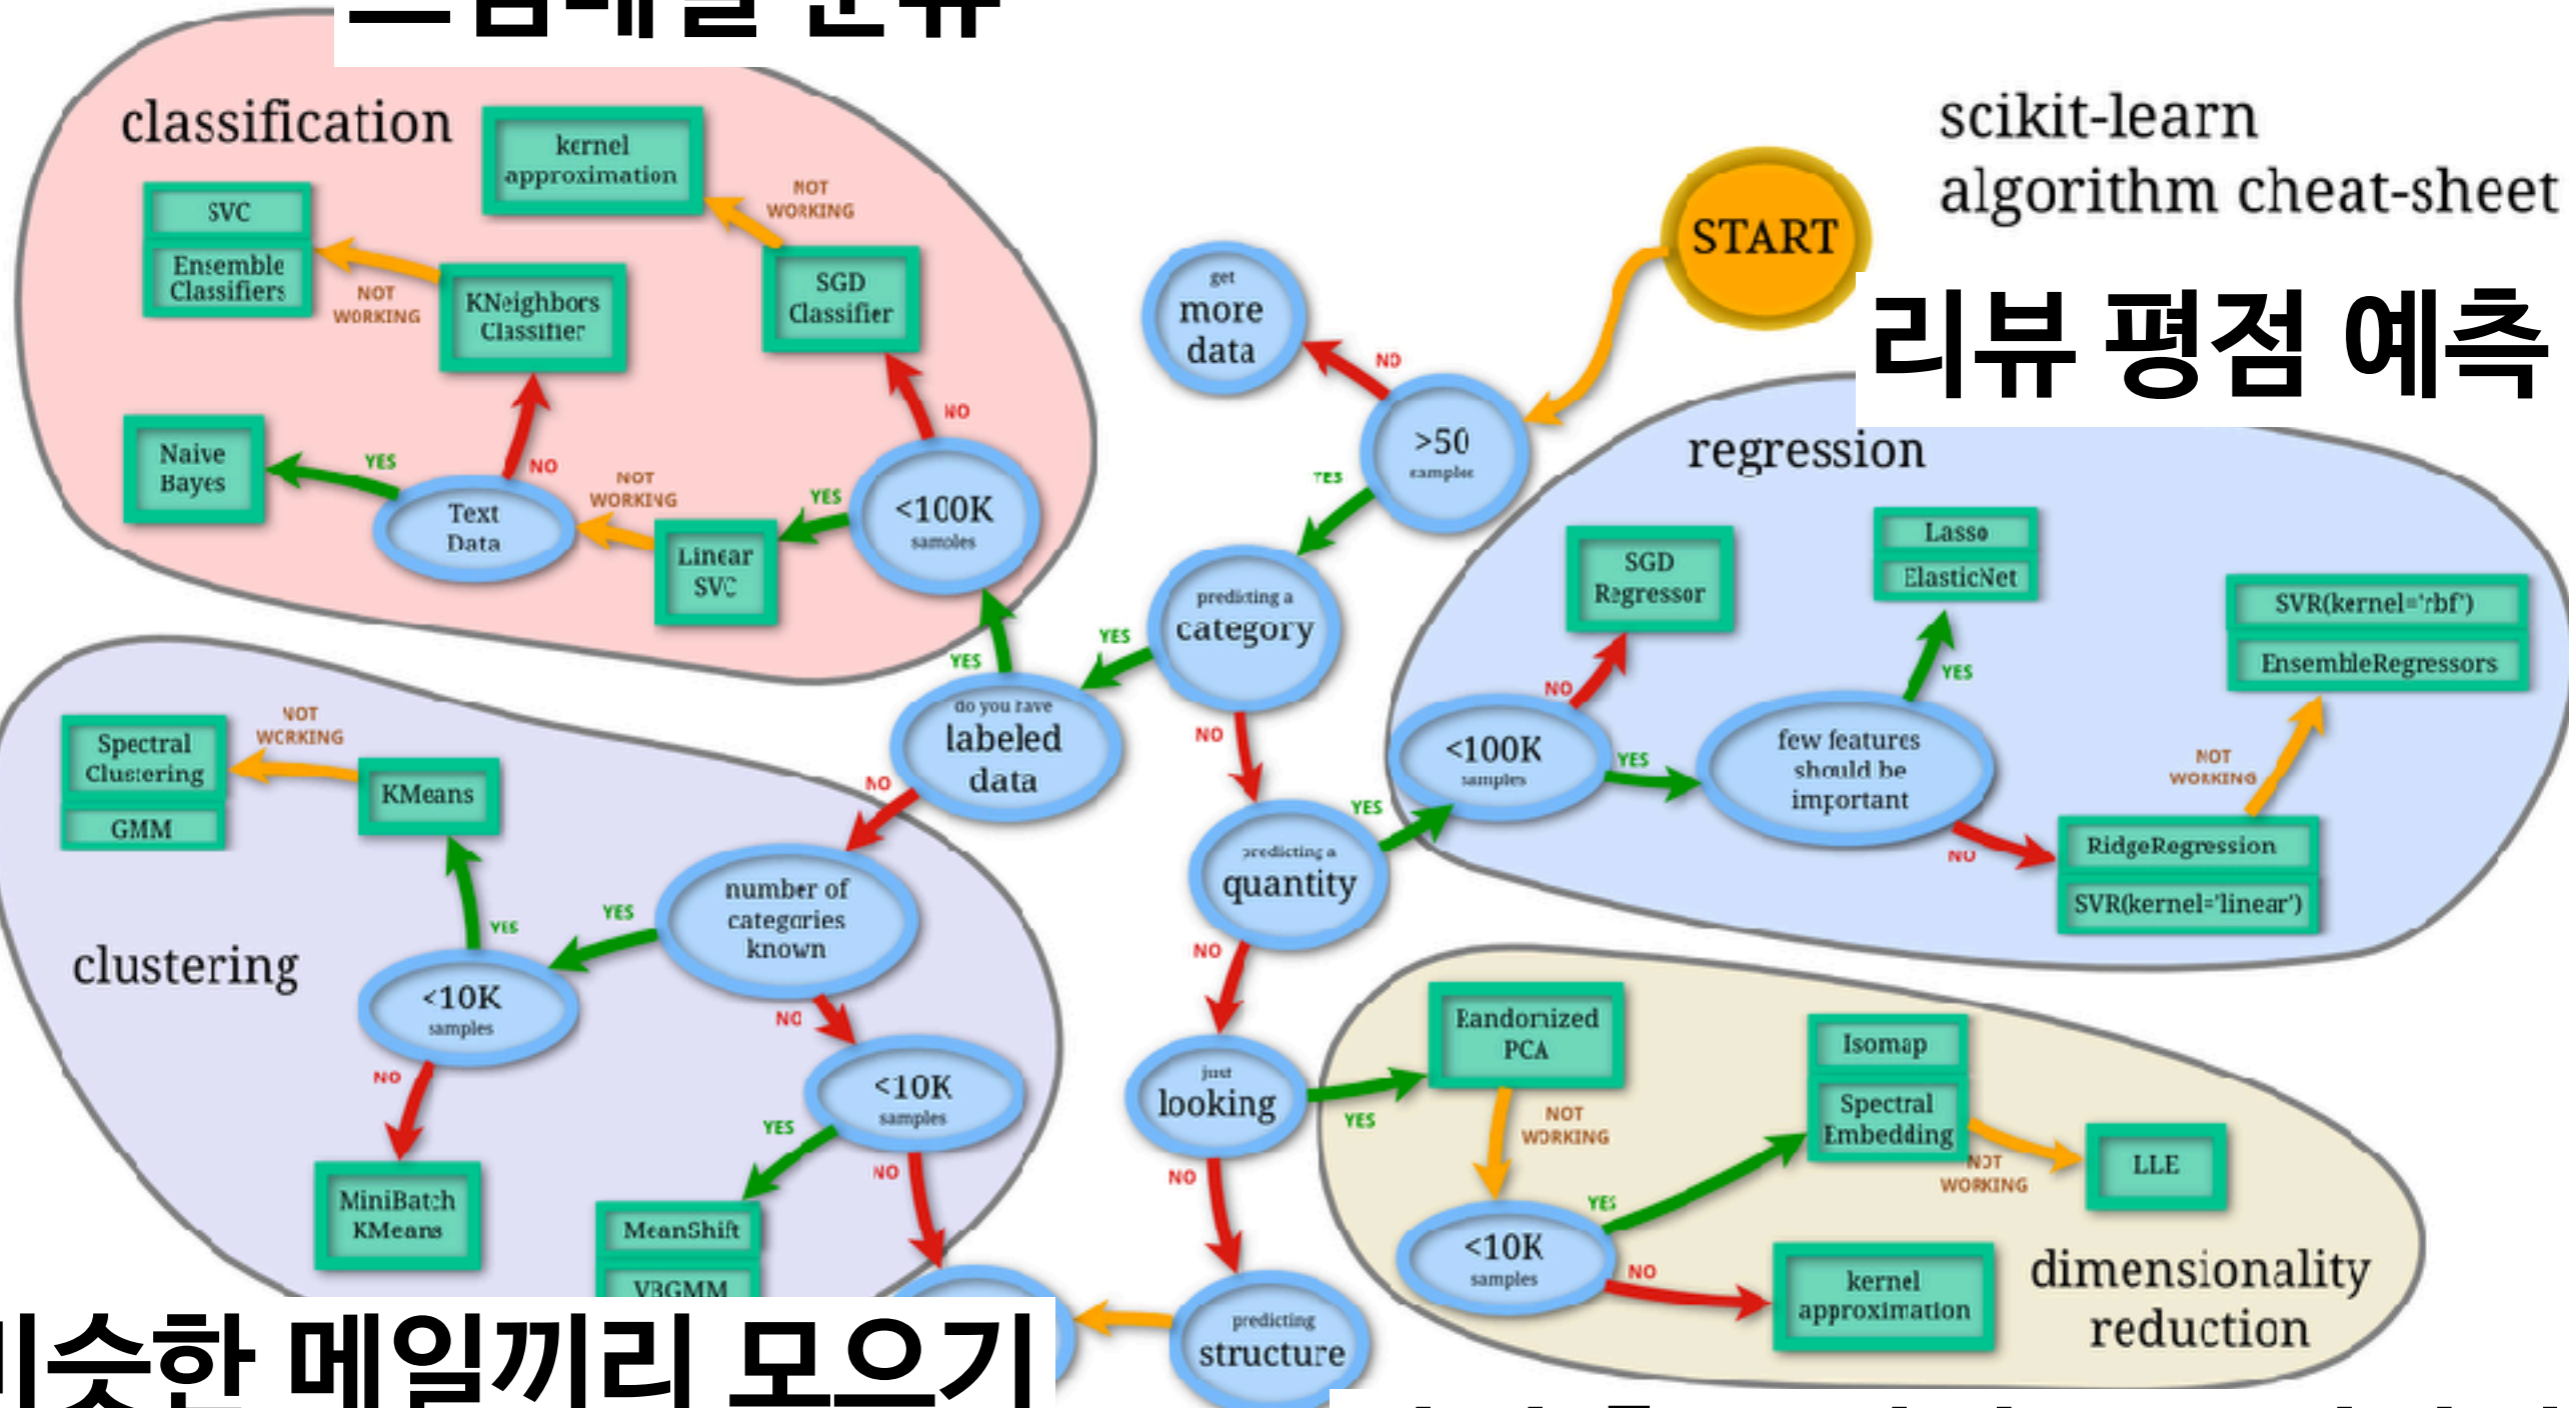 classification
kernel
approximation
NOT
WORKING
SVC
Ensemble
Classifiers
NOT
WORKING
KNeighbors
Classifier
SGD
Classifier
NO
Naive
Bayes
YES
NO
Text
Data
NOT
WORKING
Linear
SVC
YES
<100K
samples
YES
scikit-learn
algorithm cheat-sheet
START
리뷰 평점 예측
get
more
data
NO
>50
samples
YES
predicting a
category
YES
NO
do you have
labeled
data
NO
predicting a
quantity
YES
NO
just
looking
YES
NO
predicting
structure
regression
SGD
Regressor
Lasso
ElasticNet
SVR(kernel='rbf')
EnsembleRegressors
NO
YES
<100K
samples
YES
few features
should be
important
NOT
WORKING
NO
RidgeRegression
SVR(kernel='linear')
clustering
Spectral
Clustering
GMM
NOT
WORKING
KMeans
YES
number of
categories
known
YES
NO
<10K
samples
NO
<10K
samples
YES
NO
MiniBatch
KMeans
MeanShift
VBGMM
비슷한 메일끼리 모으기
Randomized
PCA
NOT
WORKING
Isomap
Spectral
Embedding
NOT
WORKING
LLE
YES
<10K
samples
NO
kernel
approximation
dimensionality
reduction